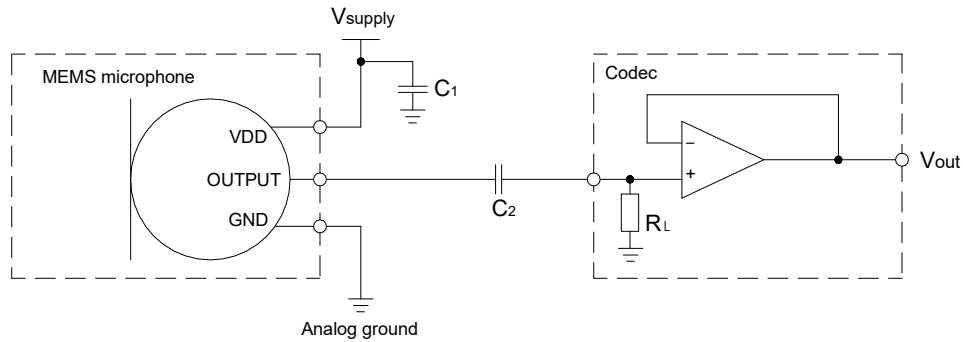 Vsupply
MEMS microphone
C1
Codec
VDD
OUTPUT
GND
C2
−
+
RL
Vout
Analog ground